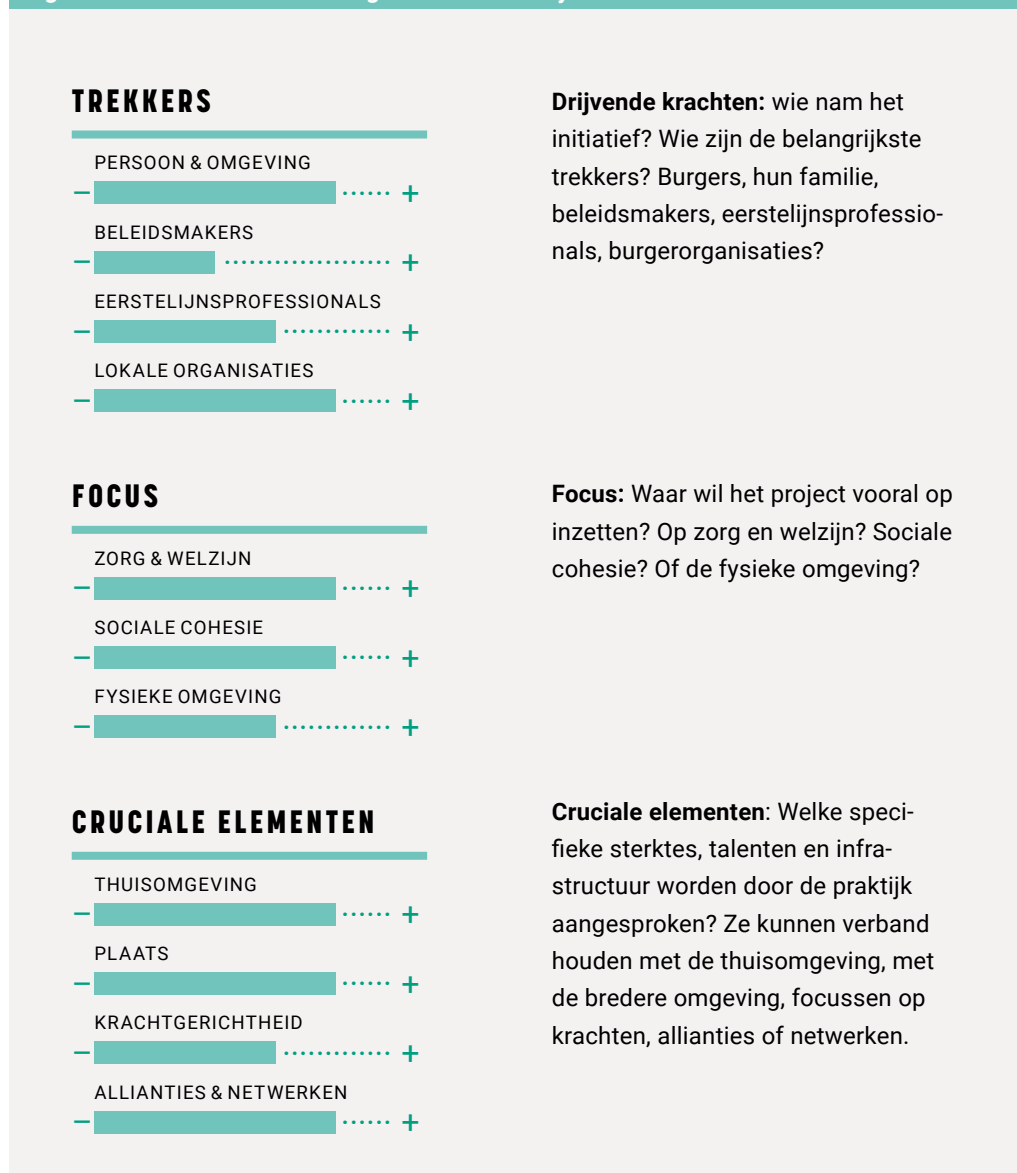 TREKKERS
PERSOON & OMGEVING
– +
BELEIDSMAKERS
– +
EERSTELIJNSPROFESSIONALS
– +
LOKALE ORGANISATIES
– +
Drijvende krachten: wie nam het
initiatief? Wie zijn de belangrijkste
trekkers? Burgers, hun familie,
beleidsmakers, eerstelijnsprofessio-
nals, burgerorganisaties?
FOCUS
ZORG & WELZIJN
– +
SOCIALE COHESIE
– +
FYSIEKE OMGEVING
– +
Focus: Waar wil het project vooral op
inzetten? Op zorg en welzijn? Sociale
cohesie? Of de fysieke omgeving?
CRUCIALE ELEMENTEN
THUISOMGEVING
– +
PLAATS
– +
KRACHTGERICHTHEID
– +
ALLIANTIES & NETWERKEN
– +
Cruciale elementen: Welke speci-
fieke sterktes, talenten en infra-
structuur worden door de praktijk
aangesproken? Ze kunnen verband
houden met de thuisomgeving, met
de bredere omgeving, focussen op
krachten, allianties of netwerken.